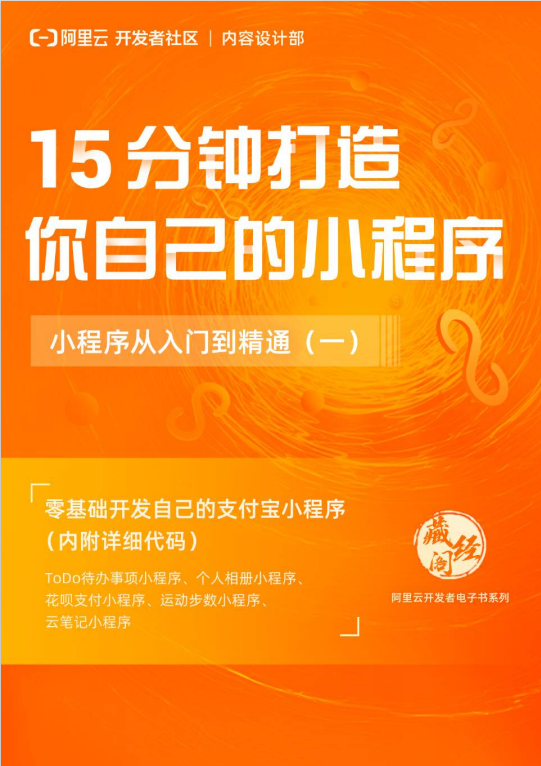 阿里云 开发者社区 | 内容设计部
15分钟打造
你自己的小程序
小程序从入门到精通（一）
零基础开发自己的支付宝小程序
（内附详细代码）
ToDo待办事项小程序、个人相册小程序、
花呗支付小程序、运动步数小程序、
云笔记小程序
藏经阁
阿里云开发者电子书系列